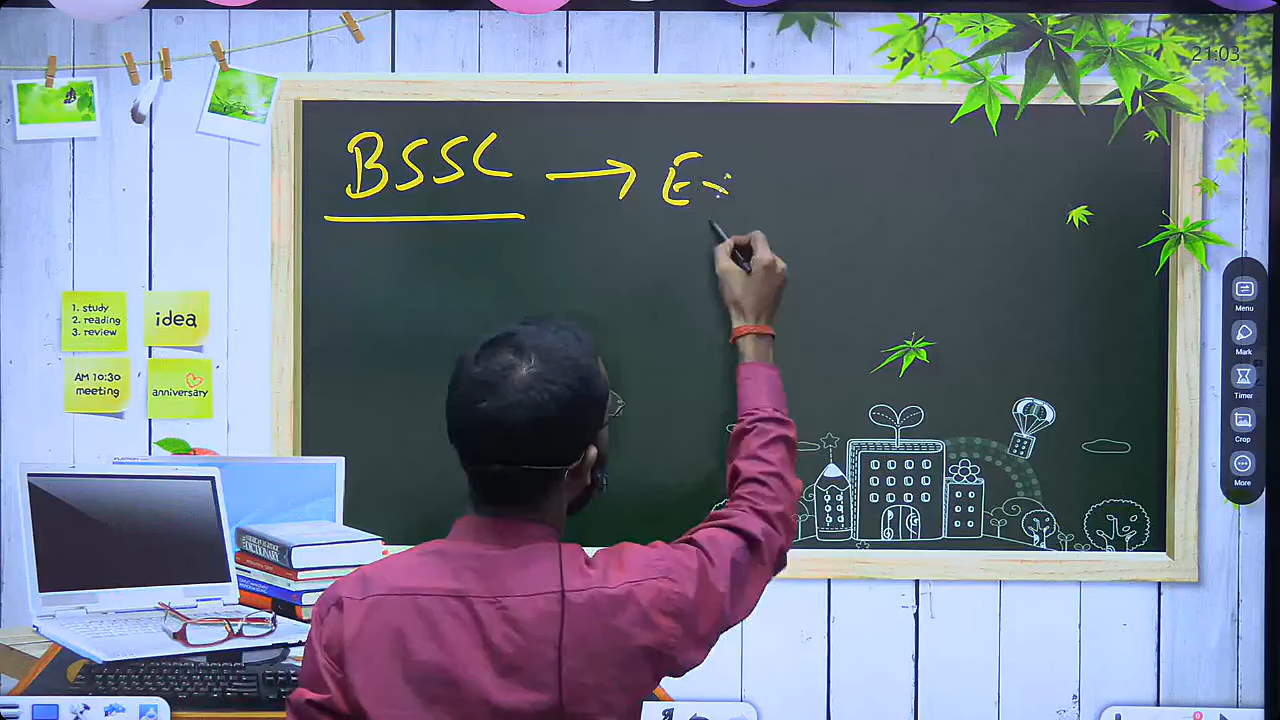 21:03
BSSC → E
1. study
2. reading
3. review
idea
AM 10:30
meeting
anniversary
DICTIONARY
Menu
Mark
Timer
Crop
More